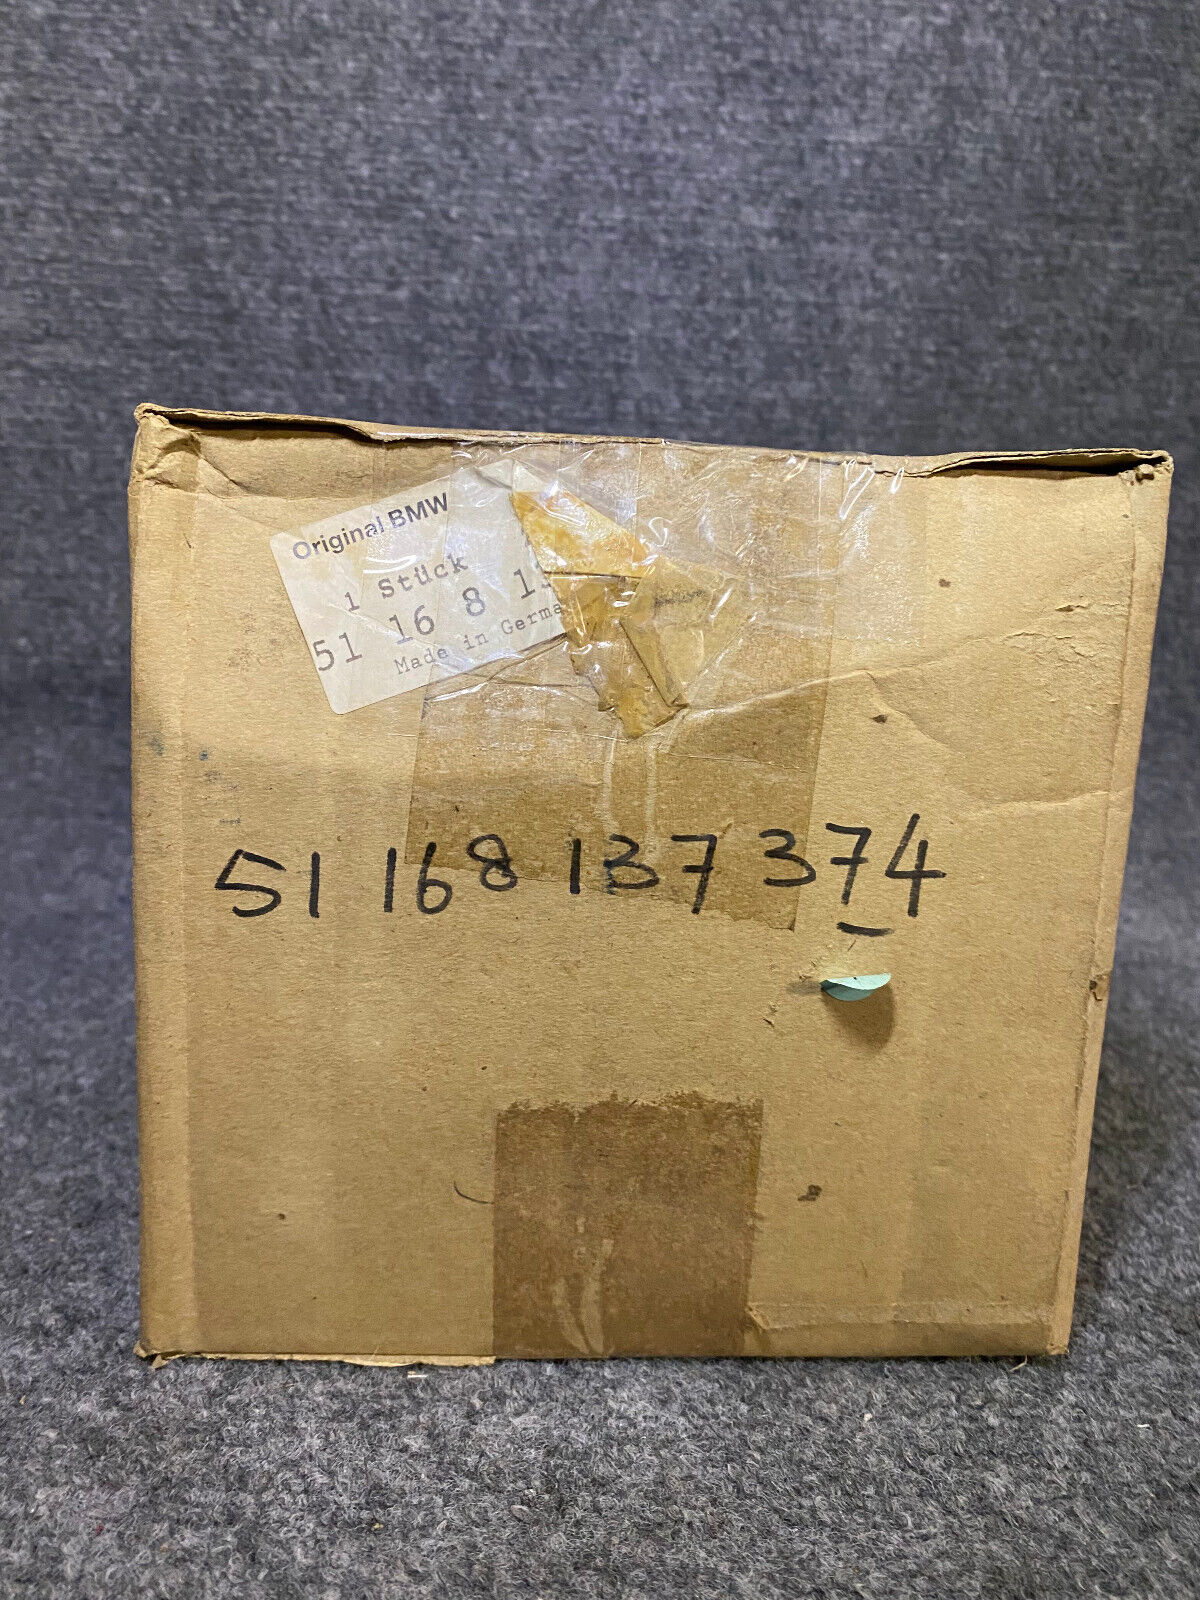 Original BMW
1 Stück
51 16 8 1
Made in Germa
51 168 137 374